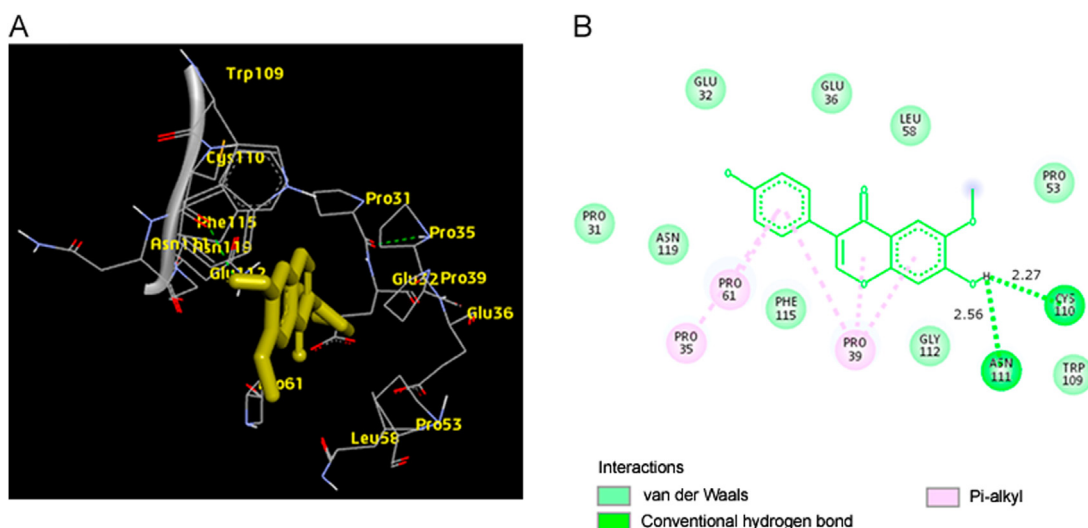 A
B
Trp109
Cys110
Phe115
Pro31
Pro35
Asn119
Glu32
Pro39
Glu36
Pro53
Leu58
GLU
32
GLU
36
LEU
58
PRO
53
PRO
31
ASN
119
PRO
61
PHE
115
PRO
35
PRO
39
GLY
112
O
O
O
O
O
H
2.27
2.56
CYS
110
ASN
111
TRP
109
Interactions
van der Waals
Pi-alkyl
Conventional hydrogen bond